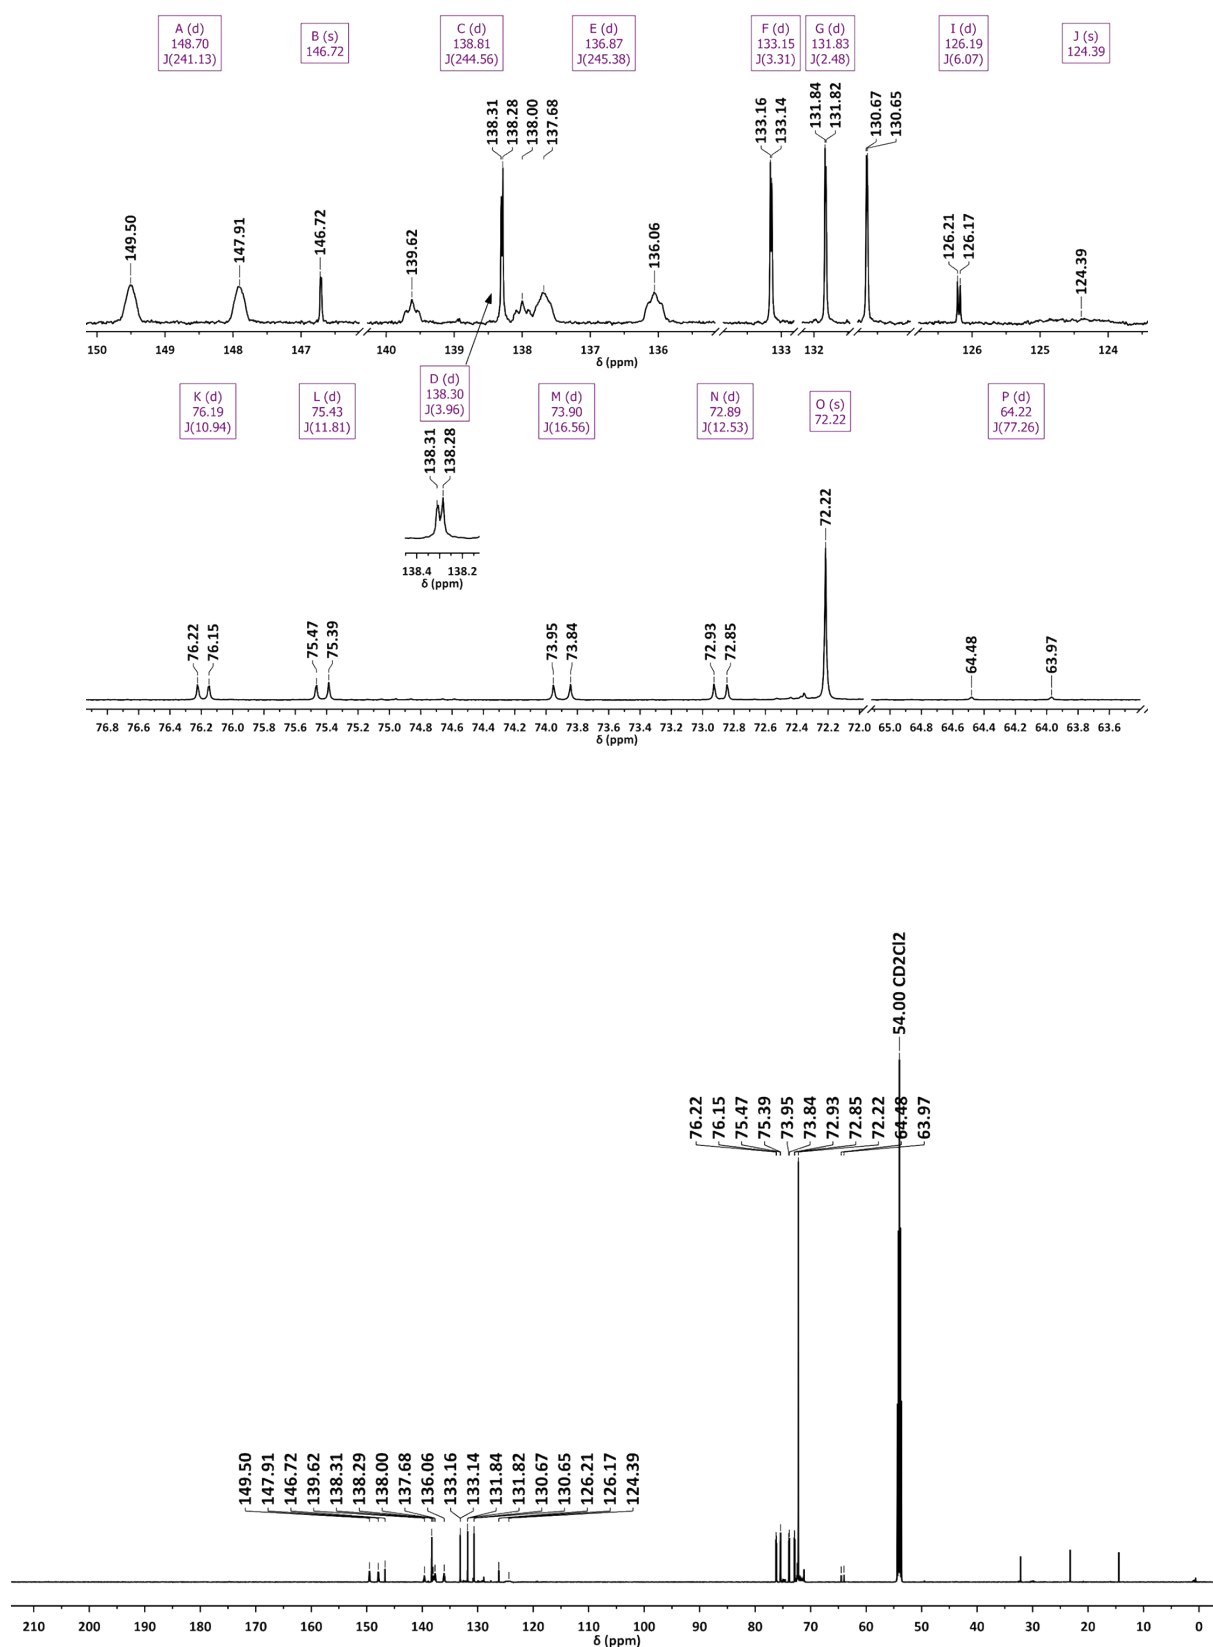 A (d)
148.70
J(241.13)
B (s)
146.72
C (d)
138.81
J(244.56)
E (d)
136.87
J(245.38)
F (d)
133.15
J(3.31)
G (d)
131.83
J(2.48)
I (d)
126.19
J(6.07)
J (s)
124.39
149.50
147.91
146.72
139.62
138.31
138.28
138.00
137.68
136.06
133.16
133.14
131.84
131.82
130.67
130.65
126.21
126.17
124.39
150 149 148 147 140 139 138 137 136 133 132 126 125 124
δ (ppm)
K (d)
76.19
J(10.94)
L (d)
75.43
J(11.81)
D (d)
138.30
J(3.96)
M (d)
73.90
J(16.56)
N (d)
72.89
J(12.53)
O (s)
72.22
P (d)
64.22
J(77.26)
138.31
138.28
138.4 138.2
δ (ppm)
76.22
76.15
75.47
75.39
73.95
73.84
72.93
72.85
72.22
64.48
63.97
76.8 76.6 76.4 76.2 76.0 75.8 75.6 75.4 75.2 75.0 74.8 74.6 74.4 74.2 74.0 73.8 73.6 73.4 73.2 73.0 72.8 72.6 72.4 72.2 72.0 65.0 64.8 64.6 64.4 64.2 64.0 63.8 63.6
δ (ppm)
54.00 CD2Cl2
76.22
76.15
75.47
75.39
73.95
73.84
72.93
72.85
72.22
64.48
63.97
149.50
147.91
146.72
139.62
138.31
138.29
138.00
137.68
136.06
133.16
133.14
131.84
131.82
130.67
130.65
126.21
126.17
124.39
210 200 190 180 170 160 150 140 130 120 110 100 90 80 70 60 50 40 30 20 10 0
δ (ppm)